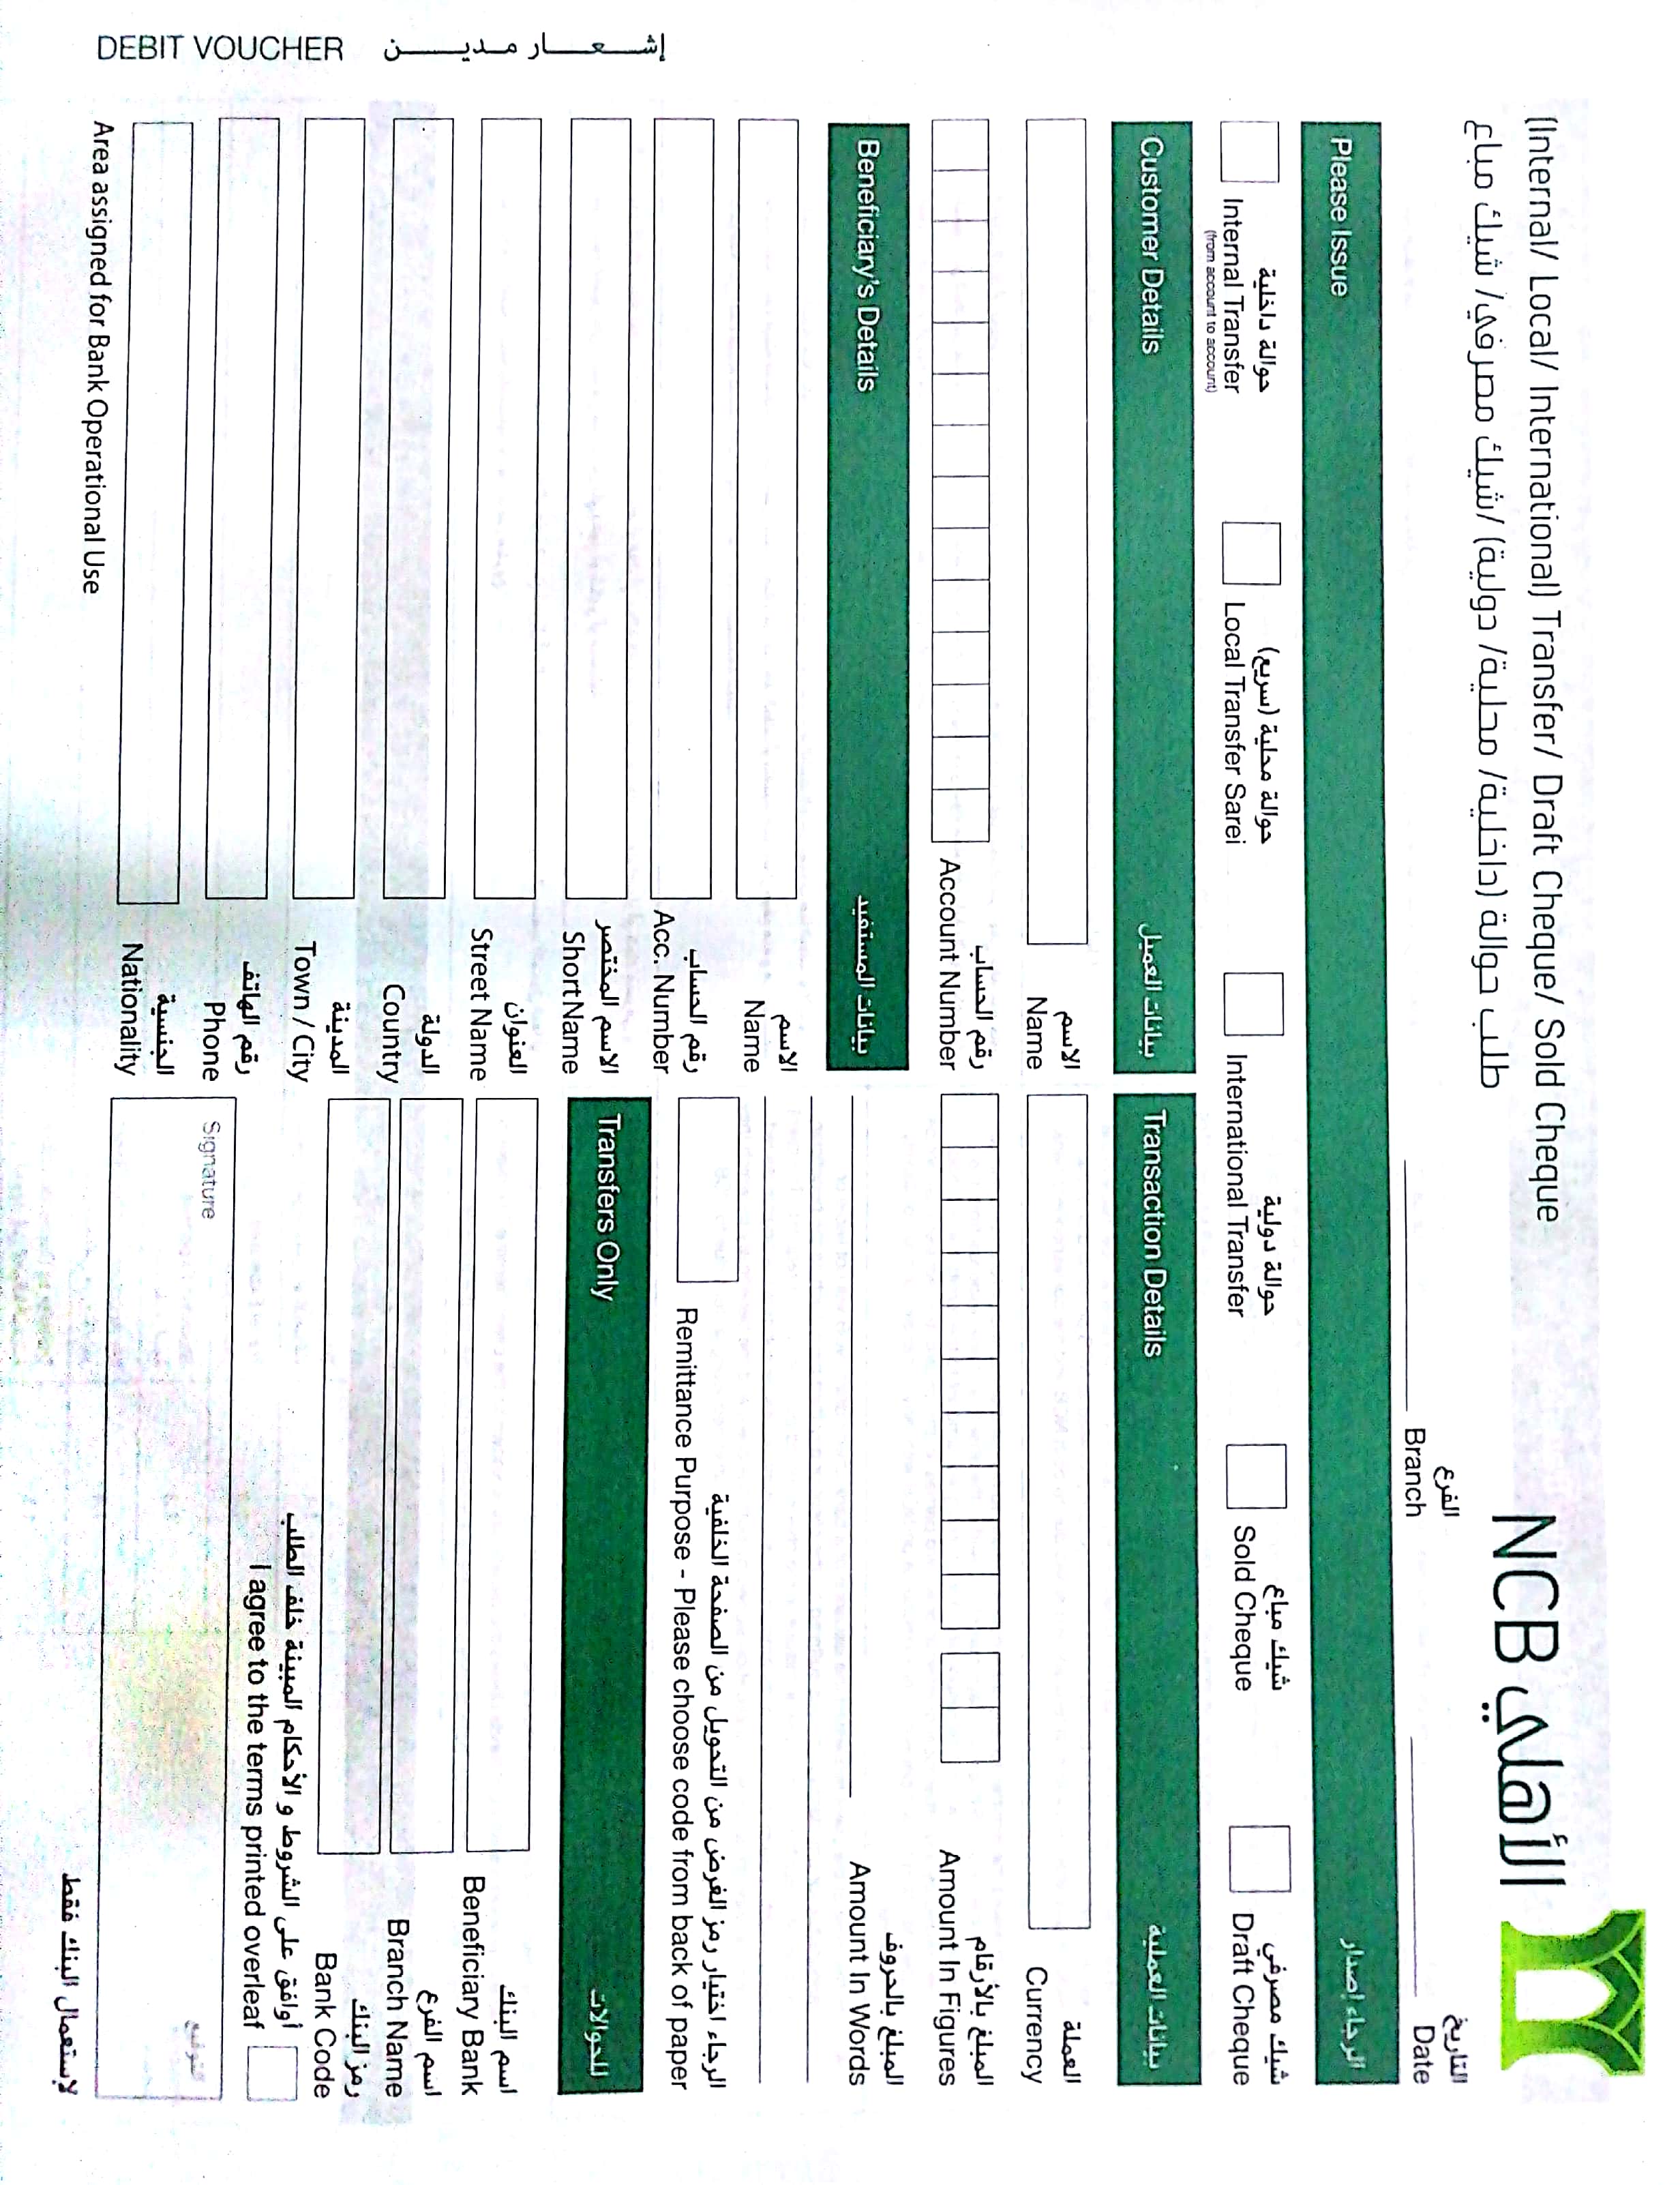 NCB الأهلي
(Internal/ Local/ International) Transfer/ Draft Cheque/ Sold Cheque
طلب حوالة (داخلية/ محلية/ دولية) /شيك مصرفي/ شيك مباع
الفرع
Branch
التاريخ
Date
Please Issue الرجاء إصدار
حوالة داخلية
Internal Transfer
(from account to account)
حوالة محلية (سريع)
Local Transfer Sarei
حوالة دولية
International Transfer
شيك مباع
Sold Cheque
شيك مصرفي
Draft Cheque
Customer Details بيانات العميل
الاسم
Name
رقم الحساب
Account Number
Beneficiary's Details بيانات المستفيد
الاسم
Name
رقم الحساب
Acc. Number
الاسم المختصر
Short Name
العنوان
Street Name
الدولة
Country
المدينة
Town / City
رقم الهاتف
Phone
الجنسية
Nationality
Transaction Details بيانات العملية
العملة
Currency
المبلغ بالأرقام
Amount In Figures
المبلغ بالحروف
Amount In Words
الرجاء اختيار رمز الغرض من التحويل من الصفحة الخلفية
Remittance Purpose - Please choose code from back of paper
Transfers Only للحوالات
اسم البنك
Beneficiary Bank
اسم الفرع
Branch Name
رمز البنك
Bank Code
أوافق على الشروط و الأحكام المبينة خلف الطلب
I agree to the terms printed overleaf
Signature التوقيع
Area assigned for Bank Operational Use
لإستعمال البنك فقط
DEBIT VOUCHER إشـعـــار مـديـــن